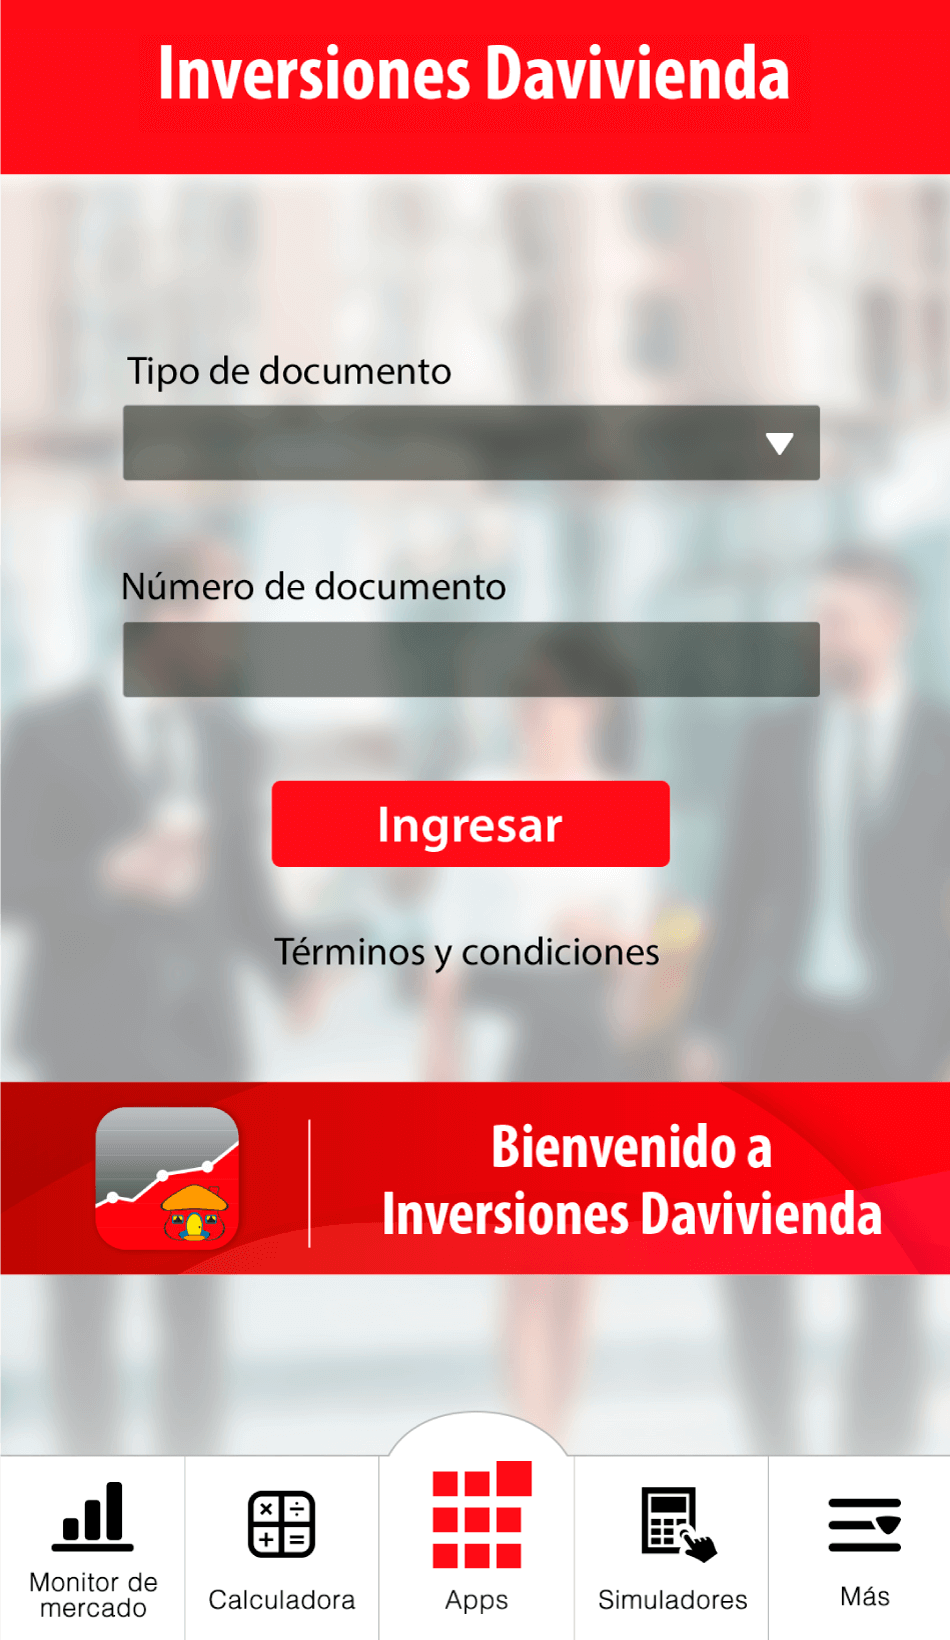 Inversiones Davivienda
Tipo de documento
Número de documento
Ingresar
Términos y condiciones
Bienvenido a
Inversiones Davivienda
Monitor de
mercado
Calculadora
Apps
Simuladores
Más